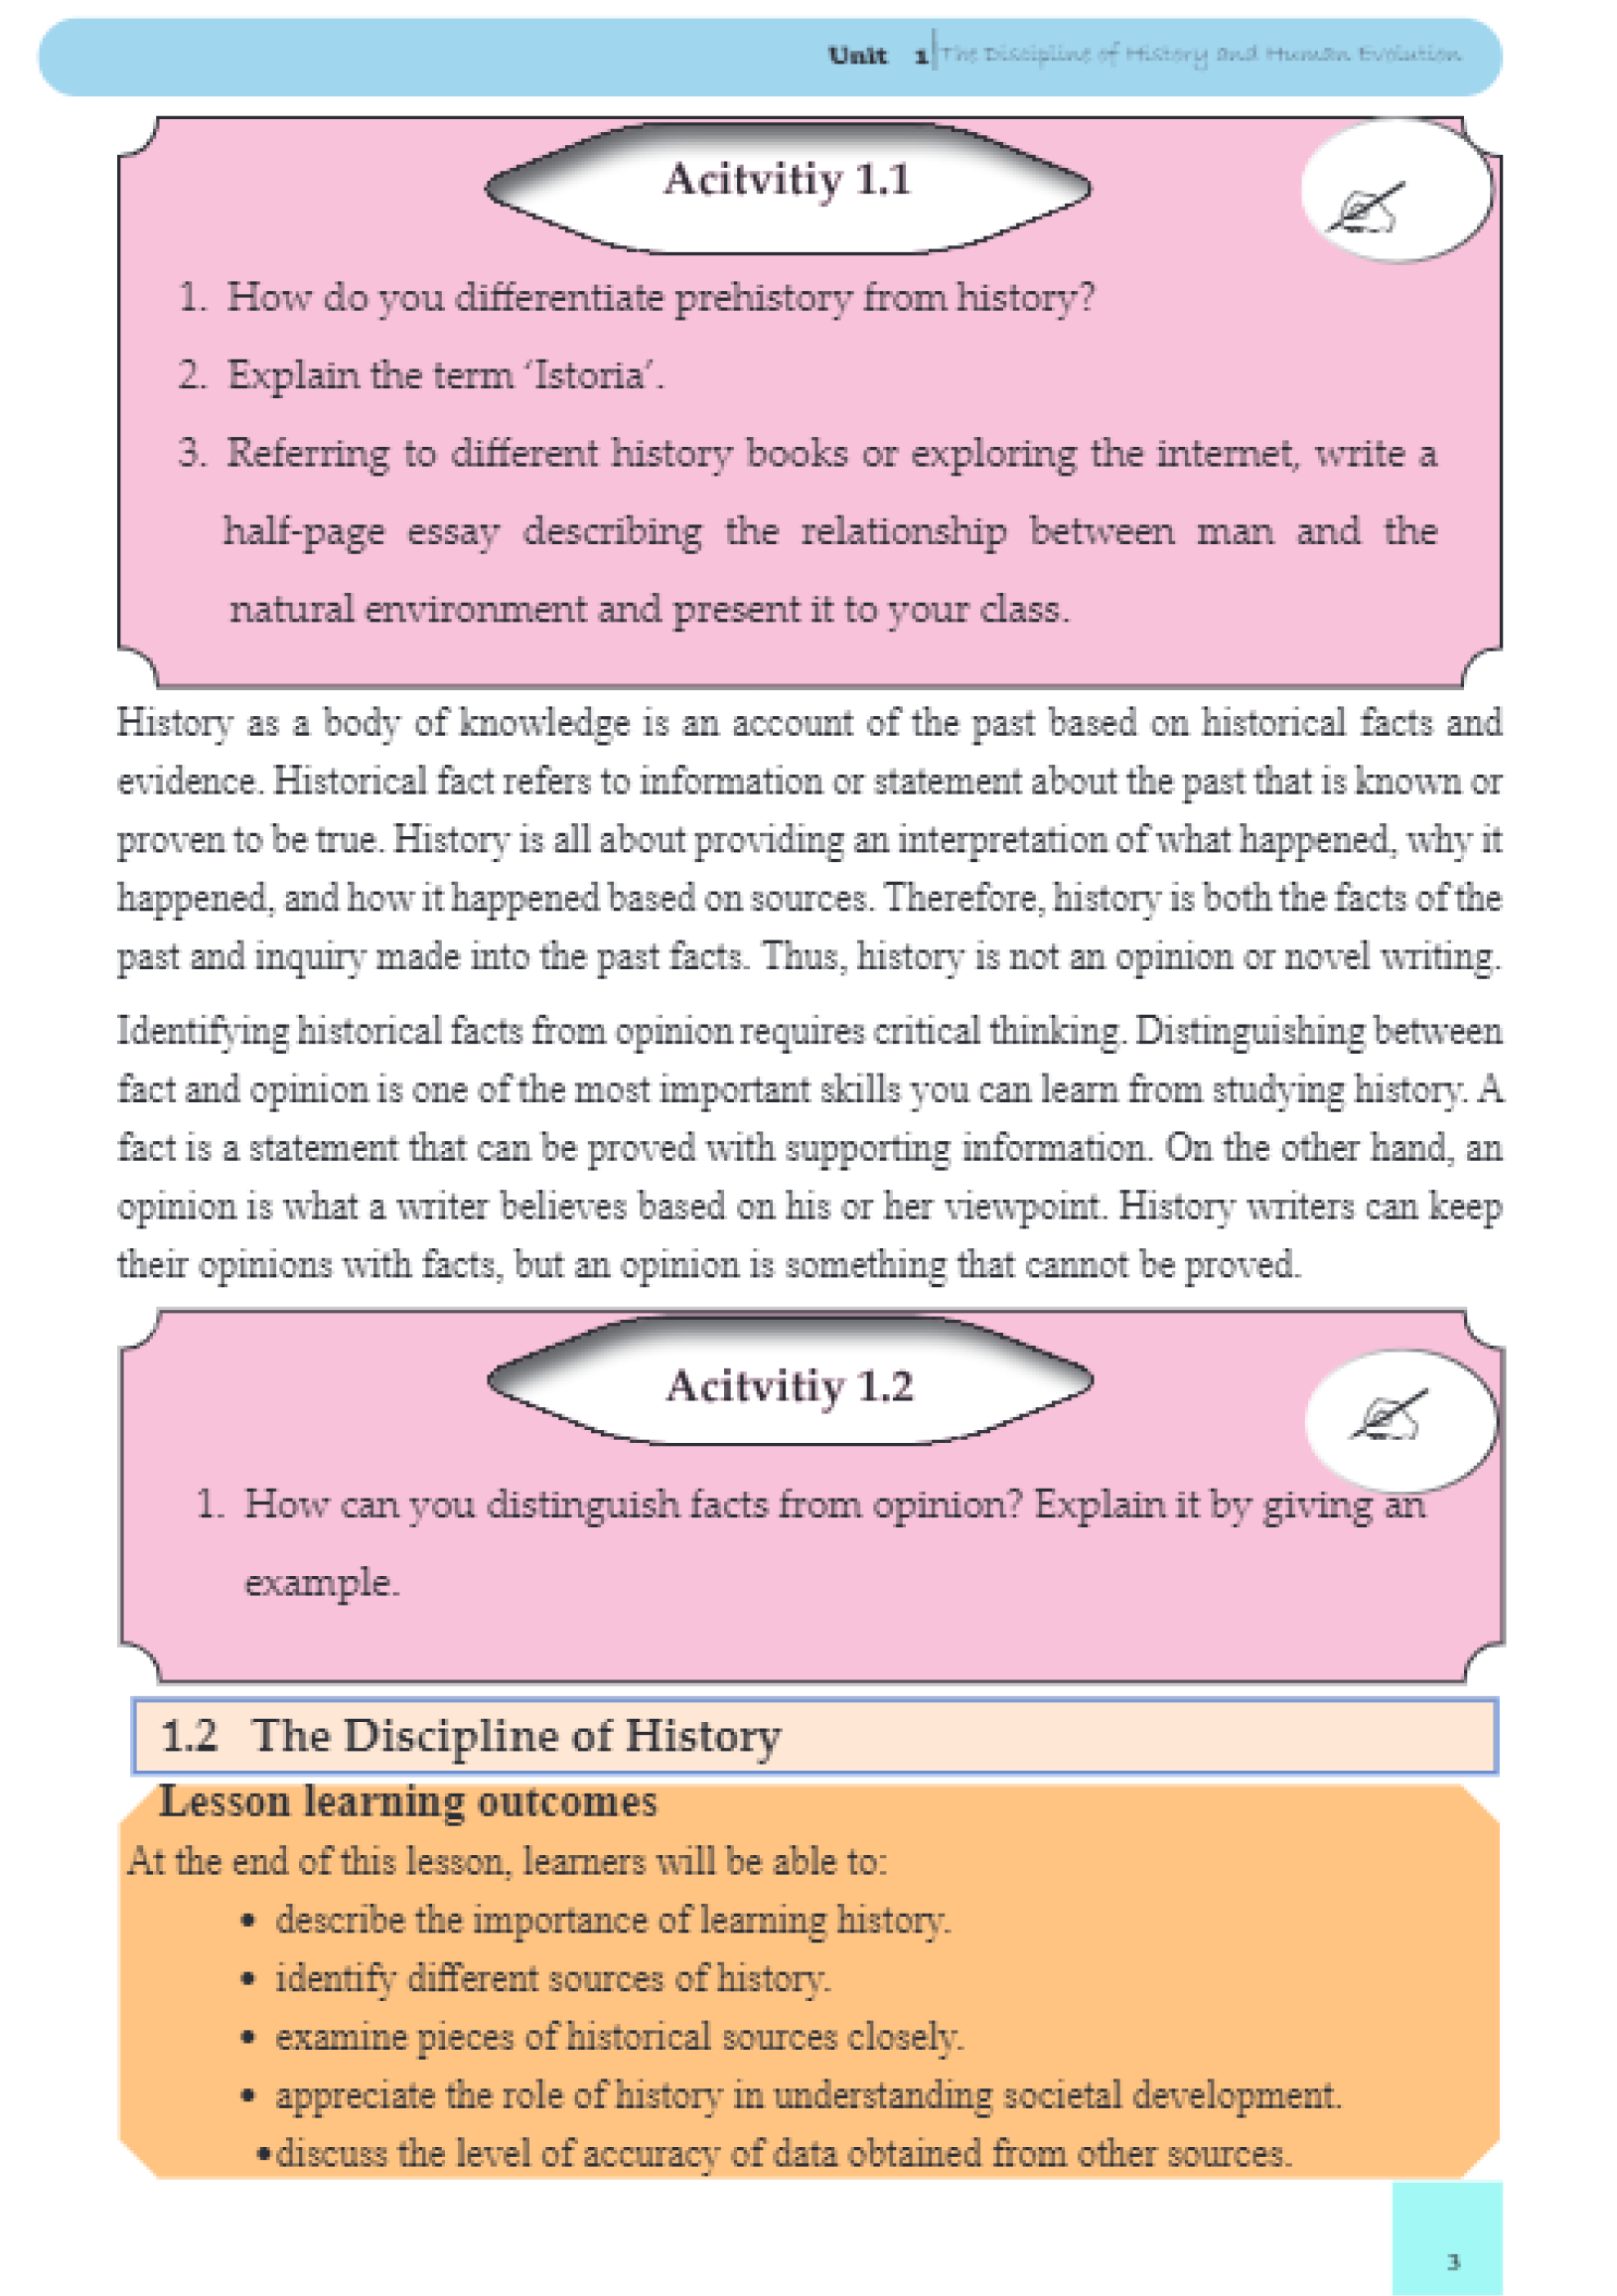 Unit 1 The Discipline of History and Human Evolution
Acitvitiy 1.1
1. How do you differentiate prehistory from history?
2. Explain the term ‘Istoria’.
3. Referring to different history books or exploring the internet, write a
half-page essay describing the relationship between man and the
natural environment and present it to your class.
History as a body of knowledge is an account of the past based on historical facts and
evidence. Historical fact refers to information or statement about the past that is known or
proven to be true. History is all about providing an interpretation of what happened, why it
happened, and how it happened based on sources. Therefore, history is both the facts of the
past and inquiry made into the past facts. Thus, history is not an opinion or novel writing.
Identifying historical facts from opinion requires critical thinking. Distinguishing between
fact and opinion is one of the most important skills you can learn from studying history. A
fact is a statement that can be proved with supporting information. On the other hand, an
opinion is what a writer believes based on his or her viewpoint. History writers can keep
their opinions with facts, but an opinion is something that cannot be proved.
Acitvitiy 1.2
1. How can you distinguish facts from opinion? Explain it by giving an
example.
1.2 The Discipline of History
Lesson learning outcomes
At the end of this lesson, learners will be able to:
• describe the importance of learning history.
• identify different sources of history.
• examine pieces of historical sources closely.
• appreciate the role of history in understanding societal development.
•discuss the level of accuracy of data obtained from other sources.
3